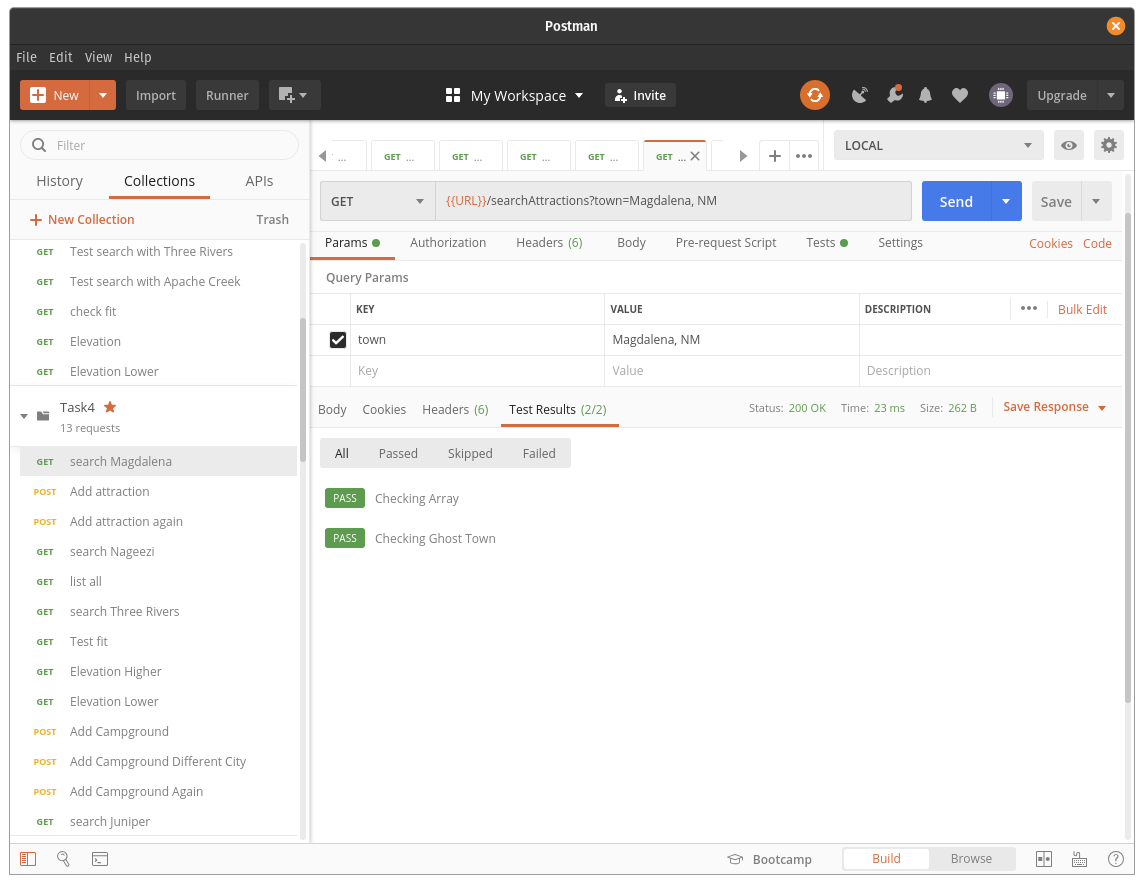 Postman
File Edit View Help
New Import Runner My Workspace Invite Upgrade
Filter
History Collections APIs
New Collection Trash
GET Test search with Three Rivers
GET Test search with Apache Creek
GET check fit
GET Elevation
GET Elevation Lower
Task4
13 requests
GET search Magdalena
POST Add attraction
POST Add attraction again
GET search Nageezi
GET list all
GET search Three Rivers
GET Test fit
GET Elevation Higher
GET Elevation Lower
POST Add Campground
POST Add Campground Different City
POST Add Campground Again
GET search Juniper
... GET ... GET ... GET ... GET ... GET ... LOCAL
GET {{URL}}/searchAttractions?town=Magdalena, NM Send Save
Params Authorization Headers (6) Body Pre-request Script Tests Settings Cookies Code
Query Params
KEY VALUE DESCRIPTION ••• Bulk Edit
town Magdalena, NM
Key Value Description
Body Cookies Headers (6) Test Results (2/2) Status: 200 OK Time: 23 ms Size: 262 B Save Response
All Passed Skipped Failed
PASS Checking Array
PASS Checking Ghost Town
Bootcamp Build Browse